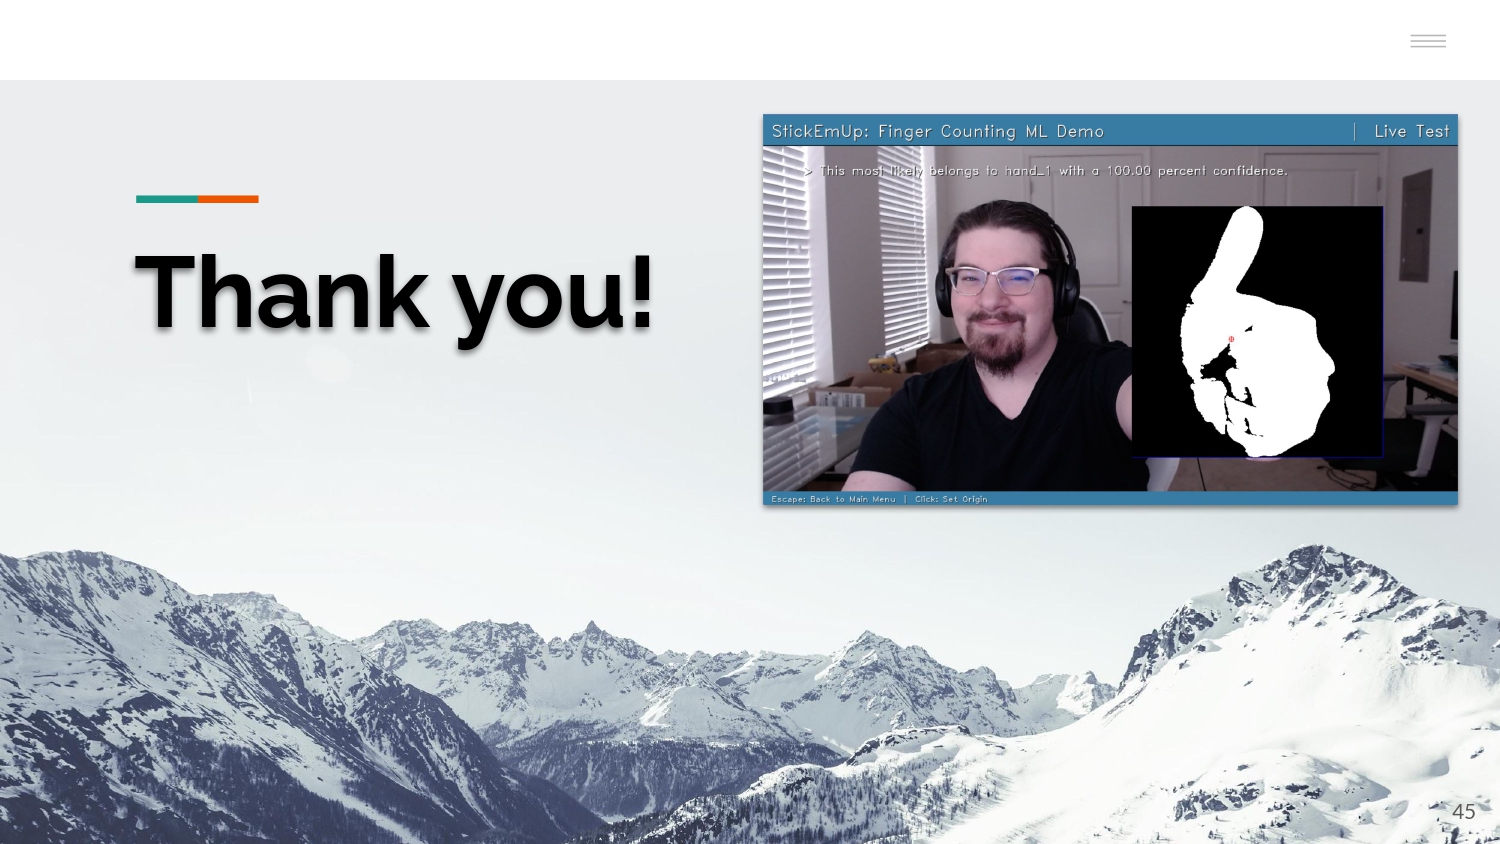 Thank you!
StickEmUp: Finger Counting ML Demo | Live Test
> This most likely belongs to hand_1 with a 100.00 percent confidence.
Escape: Back to Main Menu | Click: Set Origin
45